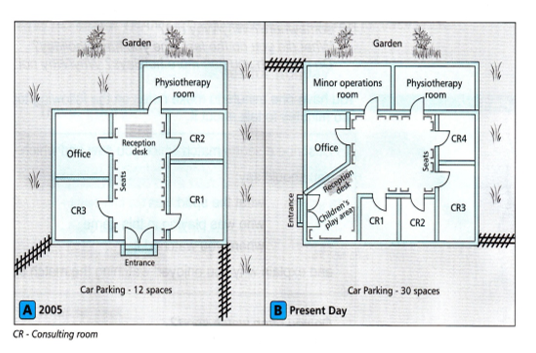 Garden
Physiotherapy
room
Office
Reception
desk
CR2
Seats
CR3
CR1
Entrance
Car Parking - 12 spaces
A 2005
Garden
Minor operations
room
Physiotherapy
room
Office
CR4
Seats
Reception
desk
Entrance
Children's
play area
CR1
CR2
CR3
Car Parking - 30 spaces
B Present Day
CR - Consulting room